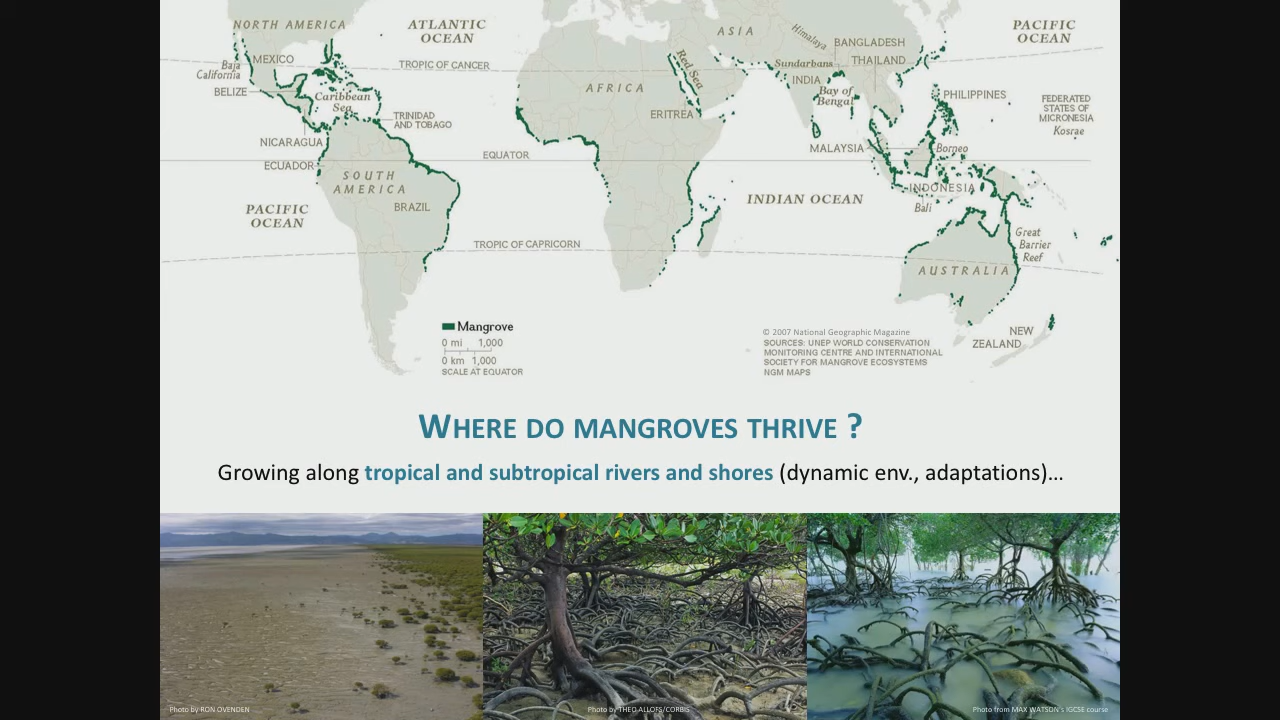 NORTH AMERICA
ATLANTIC
OCEAN
ASIA
Himalaya
PACIFIC
OCEAN
BANGLADESH
MEXICO
Baja
California
TROPIC OF CANCER
Red Sea
Sundarbans
THAILAND
INDIA
BELIZE
Caribbean
Sea
AFRICA
Bay of
Bengal
PHILIPPINES
FEDERATED
STATES OF
MICRONESIA
Kosrae
TRINIDAD
AND TOBAGO
ERITREA
NICARAGUA
MALAYSIA
Borneo
EQUATOR
ECUADOR
SOUTH
AMERICA
INDONESIA
BRAZIL
INDIAN OCEAN
Bali
PACIFIC
OCEAN
TROPIC OF CAPRICORN
Great
Barrier
Reef
AUSTRALIA
Mangrove
0 mi 1,000
0 km 1,000
SCALE AT EQUATOR
© 2007 National Geographic Magazine
SOURCES: UNEP WORLD CONSERVATION
MONITORING CENTRE AND INTERNATIONAL
SOCIETY FOR MANGROVE ECOSYSTEMS
NGM MAPS
NEW
ZEALAND
WHERE DO MANGROVES THRIVE ?
Growing along tropical and subtropical rivers and shores (dynamic env., adaptations)...
Photo by RON OVENDEN
Photo by THEO ALLOFS/CORBIS
Photo from MAX WATSON's IGCSE course